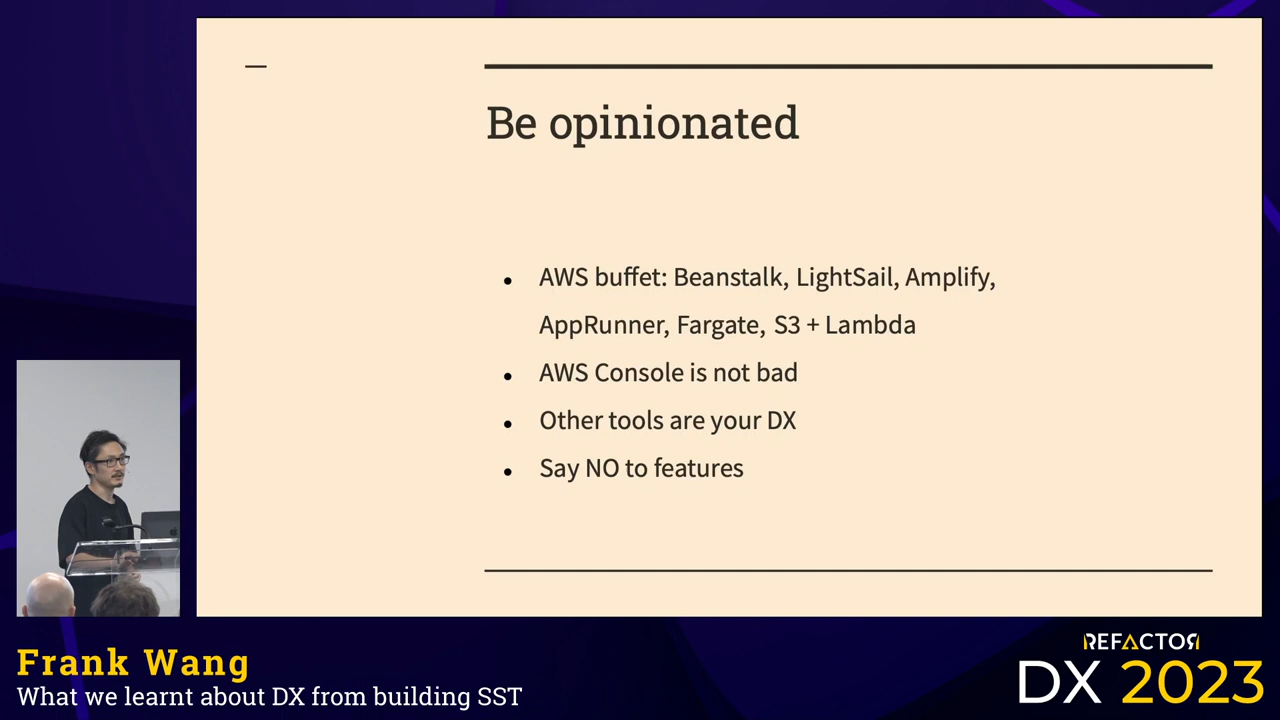 Be opinionated
• AWS buffet: Beanstalk, LightSail, Amplify,
AppRunner, Fargate, S3 + Lambda
• AWS Console is not bad
• Other tools are your DX
• Say NO to features
Frank Wang
What we learnt about DX from building SST
REFACTOR
DX 2023